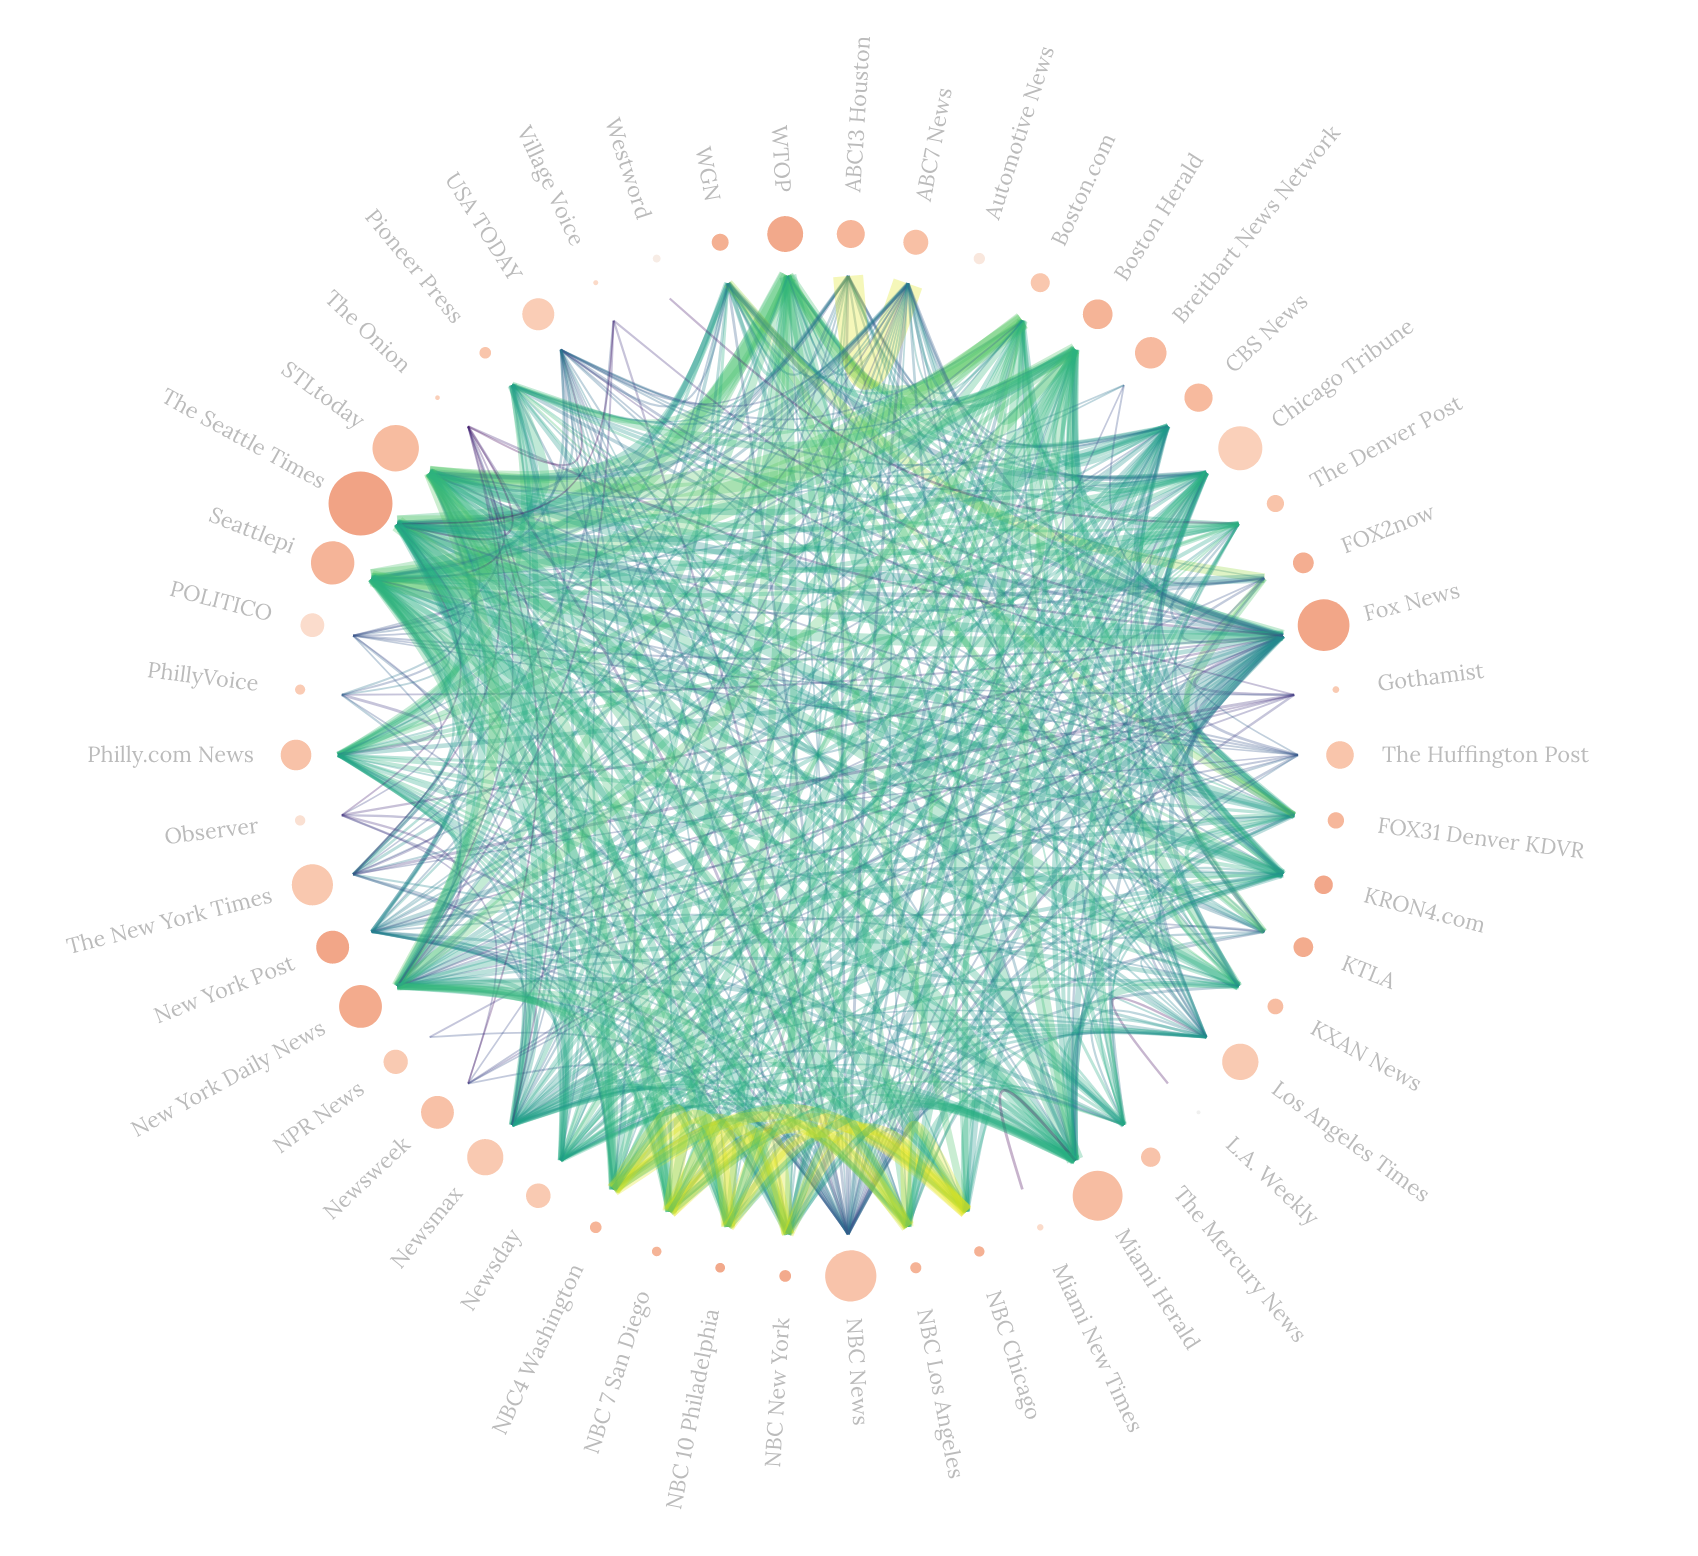 ABC13 Houston
ABC7 News
Automotive News
Boston.com
Boston Herald
Breitbart News Network
CBS News
Chicago Tribune
The Denver Post
FOX2now
Fox News
Gothamist
The Huffington Post
FOX31 Denver KDVR
KRON4.com
KTLA
KXAN News
Los Angeles Times
L.A. Weekly
The Mercury News
Miami Herald
Miami New Times
NBC Chicago
NBC Los Angeles
NBC News
NBC New York
NBC 10 Philadelphia
NBC 7 San Diego
NBC4 Washington
Newsday
Newsmax
Newsweek
NPR News
New York Daily News
New York Post
The New York Times
Observer
Philly.com News
PhillyVoice
POLITICO
Seattlepi
The Seattle Times
STLtoday
The Onion
Pioneer Press
USA TODAY
Village Voice
Westword
WGN
WTOP